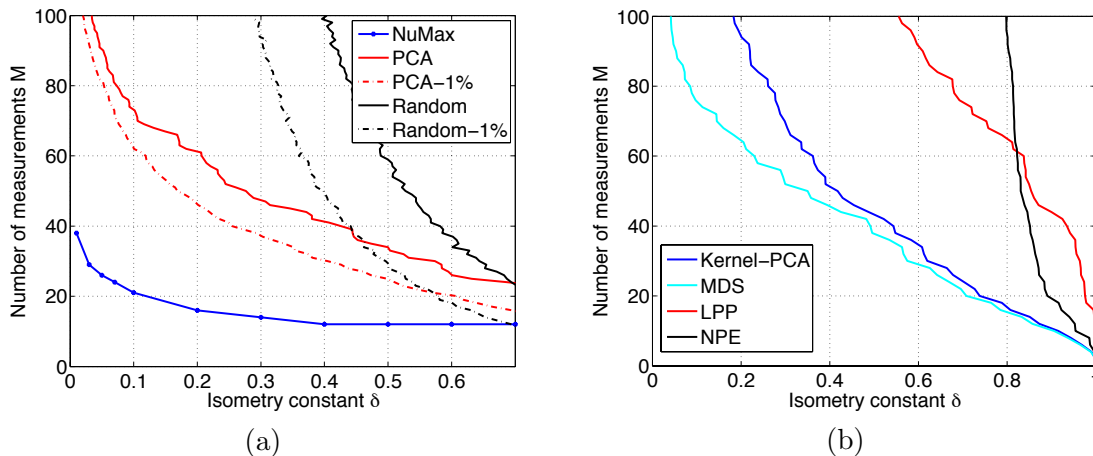 Number of measurements M
100
80
60
40
20
0
0
0.1
0.2
0.3
0.4
0.5
0.6
Isometry constant δ
NuMax
PCA
PCA−1%
Random
Random−1%
(a)
Number of measurements M
100
80
60
40
20
0
0
0.2
0.4
0.6
0.8
1
Isometry constant δ
Kernel−PCA
MDS
LPP
NPE
(b)